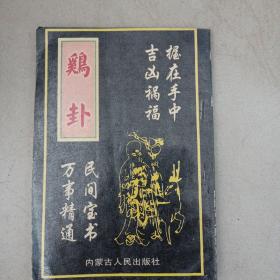 鷄卦
握在手中
吉凶祸福
民间宝书
万事精通
内蒙古人民出版社